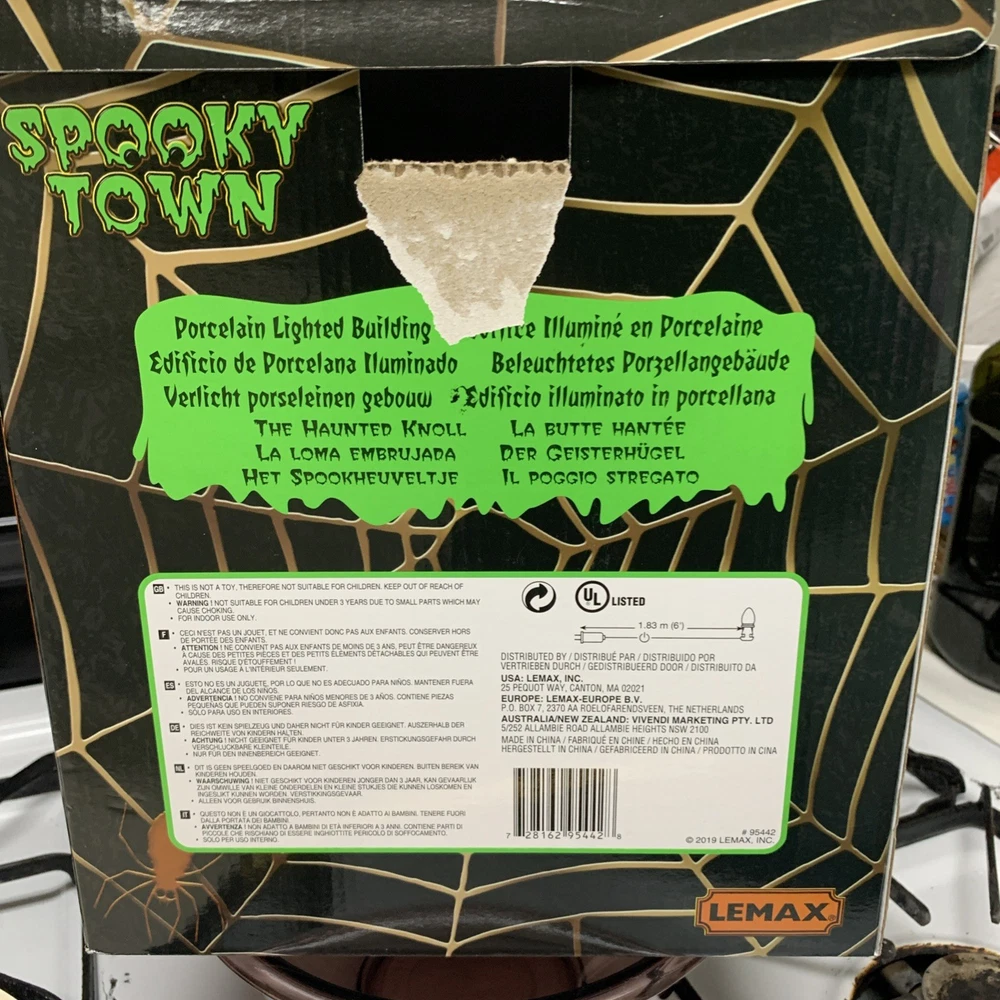 SPOOKY
TOWN
Porcelain Lighted Building
Illuminé en Porcelaine
Edificio de Porcelana Iluminado
Beleuchtetes Porzellangebäude
Verlicht porseleinen gebouw
Edificio illuminato in porcellana
THE HAUNTED KNOLL
LA BUTTE HANTÉE
LA LOMA EMBRUJADA
DER GEISTERHÜGEL
HET SPOOKHEUVELTJE
IL POGGIO STREGATO
GB • THIS IS NOT A TOY, THEREFORE NOT SUITABLE FOR CHILDREN. KEEP OUT OF REACH OF
CHILDREN.
• WARNING ! NOT SUITABLE FOR CHILDREN UNDER 3 YEARS DUE TO SMALL PARTS WHICH MAY
CAUSE CHOKING.
• FOR INDOOR USE ONLY.
F • CECI N'EST PAS UN JOUET, ET NE CONVIENT DONC PAS AUX ENFANTS. CONSERVER HORS
DE PORTÉE DES ENFANTS.
• ATTENTION ! NE CONVIENT PAS AUX ENFANTS DE MOINS DE 3 ANS, PEUT ÊTRE DANGEREUX
À CAUSE DES PETITES PIÈCES ET DES PETITS ÉLÉMENTS DÉTACHABLES QUI PEUVENT ÊTRE
AVALÉS. RISQUE D'ÉTOUFFEMENT !
• POUR UN USAGE À L'INTÉRIEUR SEULEMENT.
ES • ESTO NO ES UN JUGUETE, POR LO QUE NO ES ADECUADO PARA NIÑOS. MANTENER FUERA
DEL ALCANCE DE LOS NIÑOS.
• ADVERTENCIA ! NO CONVIENE PARA NIÑOS MENORES DE 3 AÑOS, CONTIENE PIEZAS
PEQUEÑAS QUE PUEDEN SUPONER RIESGO DE ASFIXIA.
• SÓLO PARA USO EN INTERIORES.
DE • DIES IST KEIN SPIELZEUG UND DAHER NICHT FÜR KINDER GEEIGNET. AUSZERHALB DER
REICHWEITE VON KINDERN HALTEN.
• ACHTUNG ! NICHT GEEIGNET FÜR KINDER UNTER 3 JAHREN. ERSTICKUNGSGEFAHR DURCH
VERSCHLUCKBARE KLEINTEILE.
• NUR FÜR DEN INNENBEREICH GEEIGNET.
NL • DIT IS GEEN SPEELGOED EN DAAROM NIET GESCHIKT VOOR KINDEREN. BUITEN BEREIK VAN
KINDEREN HOUDEN.
• WAARSCHUWING ! NIET GESCHIKT VOOR KINDEREN JONGER DAN 3 JAAR, KAN GEVAARLIJK
ZIJN OMWILLE VAN KLEINE ONDERDELEN EN KLEINE STUKJES DIE KUNNEN LOSKOMEN EN
INGESLIKT KUNNEN WORDEN. VERSTIKKINGSGEVAAR.
• ALLEEN VOOR GEBRUIK BINNENSHUIS.
IT • QUESTO NON È UN GIOCATTOLO, PERTANTO NON È ADATTO AI BAMBINI. TENERE FUORI
DALLA PORTATA DEI BAMBINI.
• AVVERTENZA ! NON ADATTO A BAMBINI DI ETÀ INFERIORI A 3 ANNI. CONTIENE PARTI DI
PICCOLE CHE RISCHIANO DI ESSERE INGHIOTTITE PERICOLO DI SOFFOCAMENTO.
• SOLO PER USO INTERNO.
UL LISTED
1.83 m (6')
DISTRIBUTED BY / DISTRIBUÉ PAR / DISTRIBUIDO POR
VERTRIEBEN DURCH / GEDISTRIBUEERD DOOR / DISTRIBUITO DA
USA: LEMAX, INC.
25 PEQUOT WAY, CANTON, MA 02021
EUROPE: LEMAX-EUROPE B.V.
P.O. BOX 7, 2370 AA ROELOFARENDSVEEN, THE NETHERLANDS
AUSTRALIA/NEW ZEALAND: VIVENDI MARKETING PTY. LTD
5/252 ALLAMBIE ROAD ALLAMBIE HEIGHTS NSW 2100
MADE IN CHINA / FABRIQUÉ EN CHINE / HECHO EN CHINA
HERGESTELLT IN CHINA / GEFABRICEERD IN CHINA / PRODOTTO IN CINA
7 28162 95442 8
# 95442
© 2019 LEMAX, INC.
LEMAX®